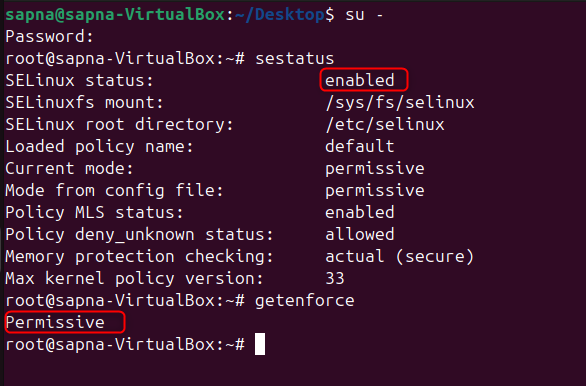 sapna@sapna-VirtualBox:~/Desktop$ su -
Password:
root@sapna-VirtualBox:~# sestatus
SELinux status:                 enabled
SELinuxfs mount:                /sys/fs/selinux
SELinux root directory:         /etc/selinux
Loaded policy name:             default
Current mode:                   permissive
Mode from config file:          permissive
Policy MLS status:              enabled
Policy deny_unknown status:     allowed
Memory protection checking:     actual (secure)
Max kernel policy version:      33
root@sapna-VirtualBox:~# getenforce
Permissive
root@sapna-VirtualBox:~#